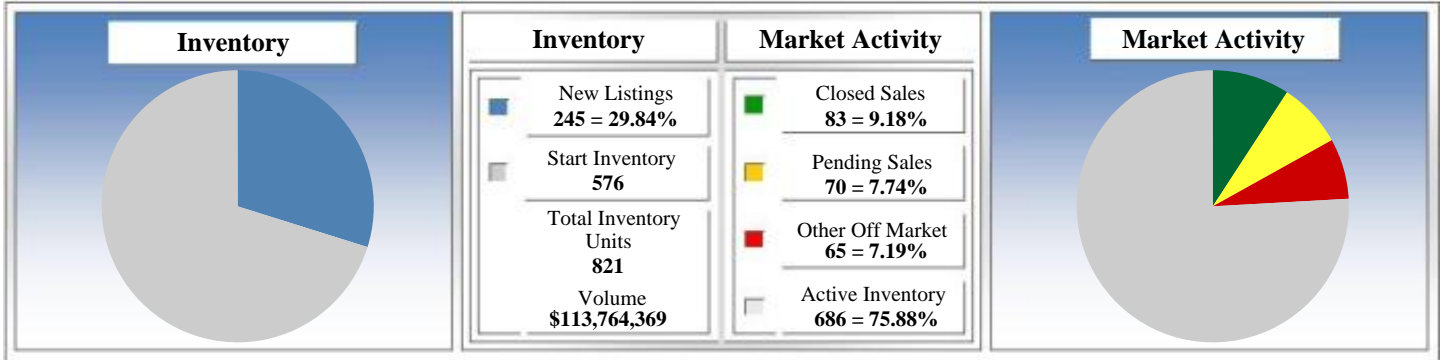 Inventory
Inventory
Market Activity
New Listings
245 = 29.84%
Start Inventory
576
Total Inventory
Units
821
Volume
$113,764,369
Closed Sales
83 = 9.18%
Pending Sales
70 = 7.74%
Other Off Market
65 = 7.19%
Active Inventory
686 = 75.88%
Market Activity